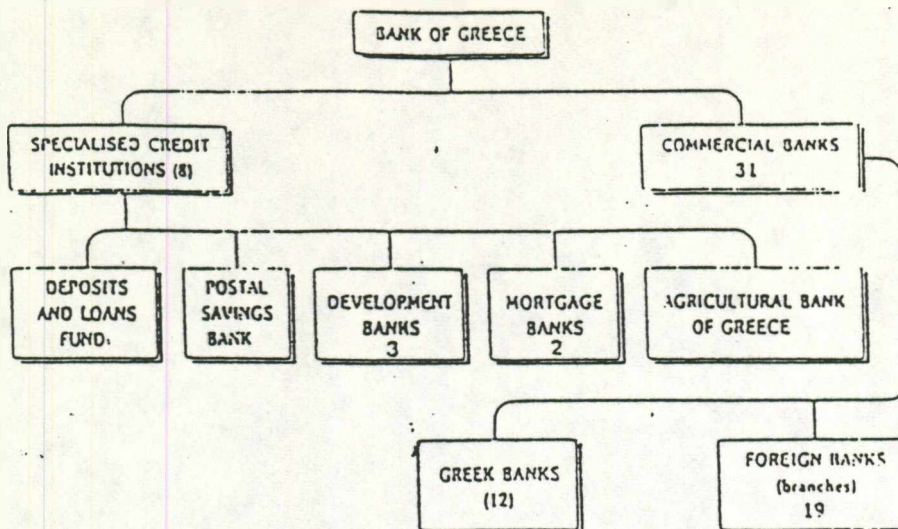 BANK OF GREECE
SPECIALISED CREDIT
INSTITUTIONS (8)
COMMERCIAL BANKS
31
DEPOSITS
AND LOANS
FUND
POSTAL
SAVINGS
BANK
DEVELOPMENT
BANKS
3
MORTGAGE
BANKS
2
AGRICULTURAL BANK
OF GREECE
GREEK BANKS
(12)
FOREIGN BANKS
(branches)
19